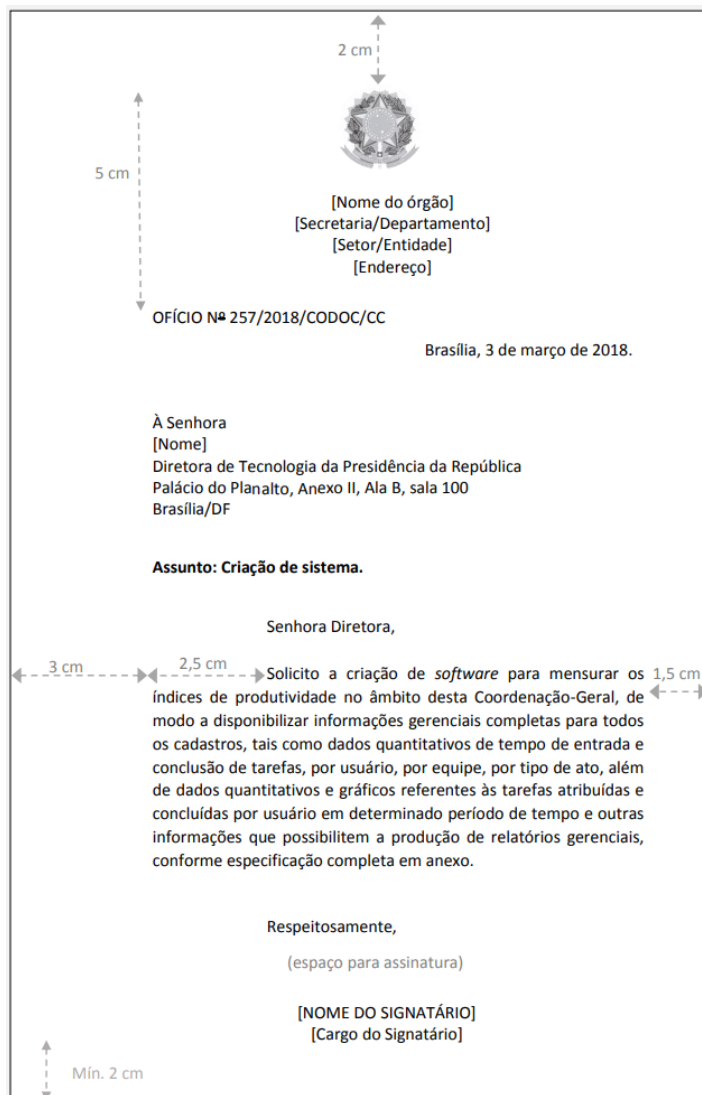 2 cm
5 cm
[Nome do órgão]
[Secretaria/Departamento]
[Setor/Entidade]
[Endereço]
OFÍCIO Nº 257/2018/CODOC/CC
Brasília, 3 de março de 2018.
À Senhora
[Nome]
Diretora de Tecnologia da Presidência da República
Palácio do Planalto, Anexo II, Ala B, sala 100
Brasília/DF
Assunto: Criação de sistema.
Senhora Diretora,
3 cm
2,5 cm
Solicito a criação de software para mensurar os
1,5 cm
índices de produtividade no âmbito desta Coordenação-Geral, de
modo a disponibilizar informações gerenciais completas para todos
os cadastros, tais como dados quantitativos de tempo de entrada e
conclusão de tarefas, por usuário, por equipe, por tipo de ato, além
de dados quantitativos e gráficos referentes às tarefas atribuídas e
concluídas por usuário em determinado período de tempo e outras
informações que possibilitem a produção de relatórios gerenciais,
conforme especificação completa em anexo.
Respeitosamente,
(espaço para assinatura)
[NOME DO SIGNATÁRIO]
[Cargo do Signatário]
Mín. 2 cm